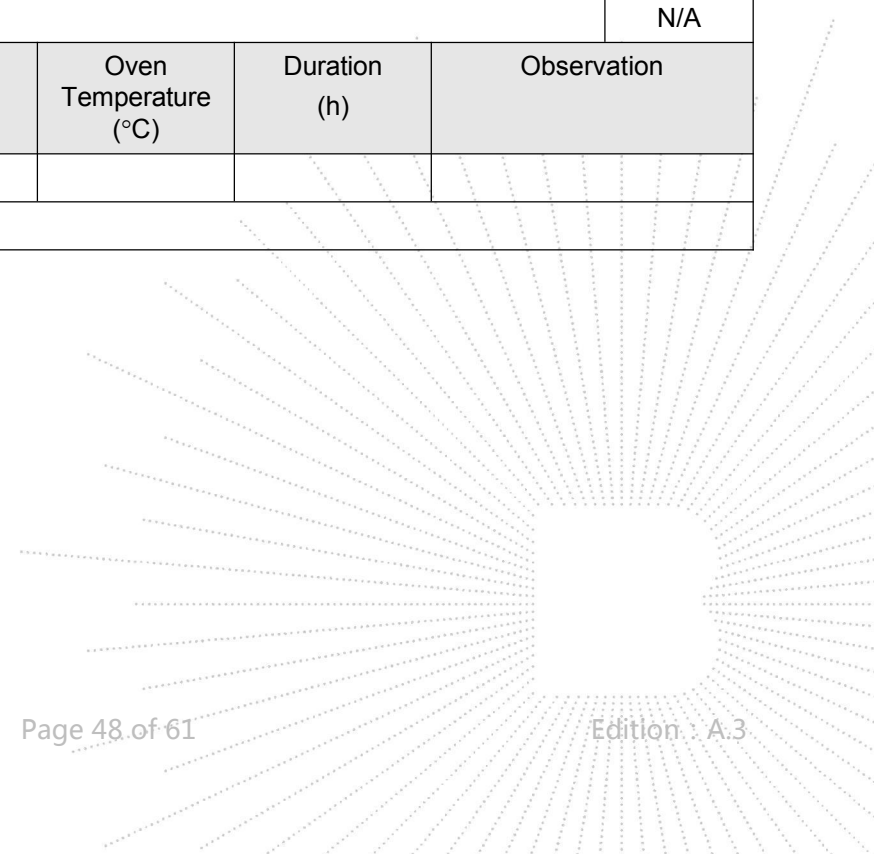 N/A
Oven
Temperature
(°C)
Duration
(h)
Observation
Page 48 of 61
Edition：A.3